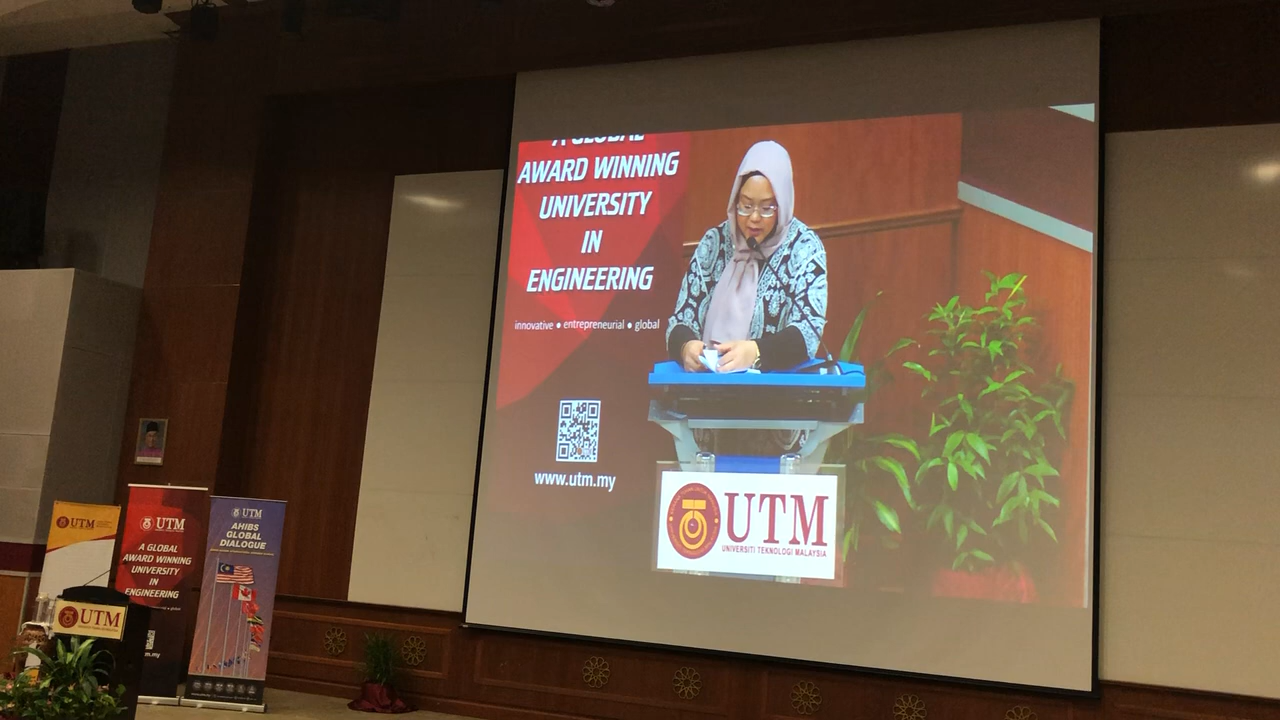 A GLOBAL
AWARD WINNING
UNIVERSITY
IN
ENGINEERING
innovative • entrepreneurial • global
www.utm.my
UTM
UNIVERSITI TEKNOLOGI MALAYSIA
UTM
UTM
A GLOBAL
AWARD WINNING
UNIVERSITY
IN
ENGINEERING
UTM
AHIBS
GLOBAL
DIALOGUE
UTM